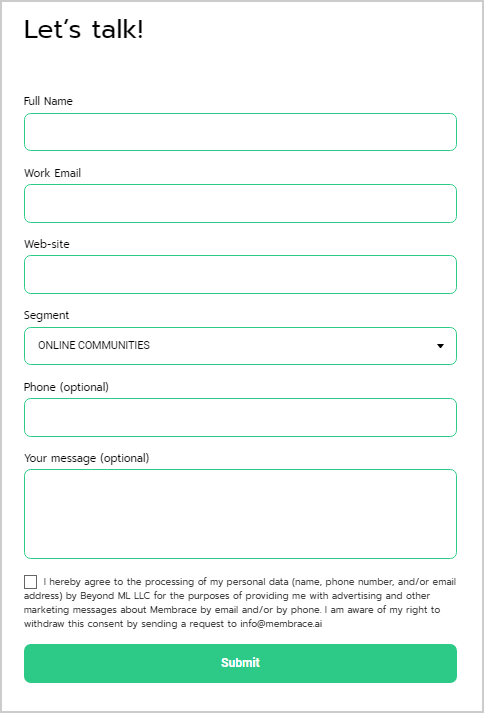 Let's talk!
Full Name
Work Email
Web-site
Segment
ONLINE COMMUNITIES
Phone (optional)
Your message (optional)
I hereby agree to the processing of my personal data (name, phone number, and/or email
address) by Beyond ML LLC for the purposes of providing me with advertising and other
marketing messages about Membrace by email and/or by phone. I am aware of my right to
withdraw this consent by sending a request to info@membrace.ai
Submit